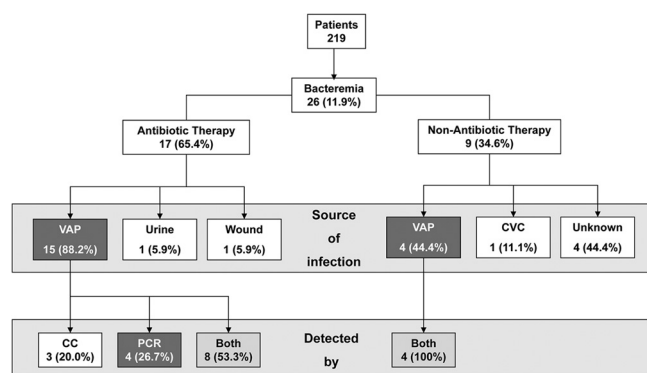 Patients
219
Bacteremia
26 (11.9%)
Antibiotic Therapy
17 (65.4%)
Non-Antibiotic Therapy
9 (34.6%)
VAP
15 (88.2%)
Urine
1 (5.9%)
Wound
1 (5.9%)
Source
of
infection
VAP
4 (44.4%)
CVC
1 (11.1%)
Unknown
4 (44.4%)
CC
3 (20.0%)
PCR
4 (26.7%)
Both
8 (53.3%)
Detected
by
Both
4 (100%)